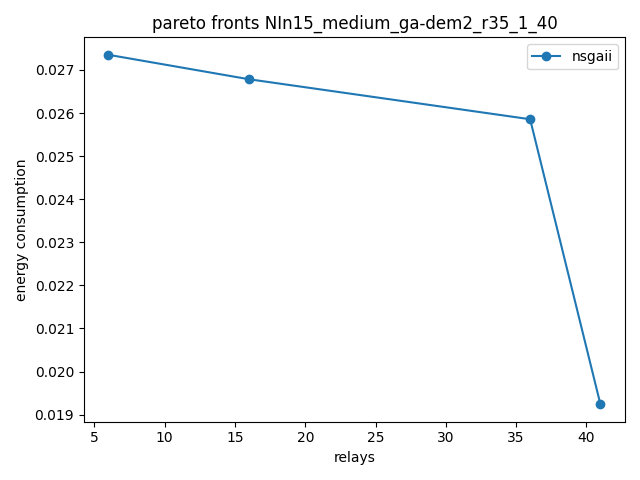 pareto fronts NIn15_medium_ga-dem2_r35_1_40
nsgaii
energy consumption
0.027
0.026
0.025
0.024
0.023
0.022
0.021
0.020
0.019
5 10 15 20 25 30 35 40
relays